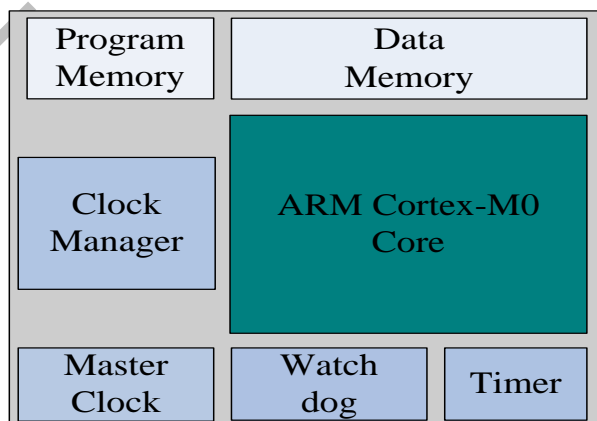 Program
Memory
Data
Memory
Clock
Manager
ARM Cortex-M0
Core
Master
Clock
Watch
dog
Timer